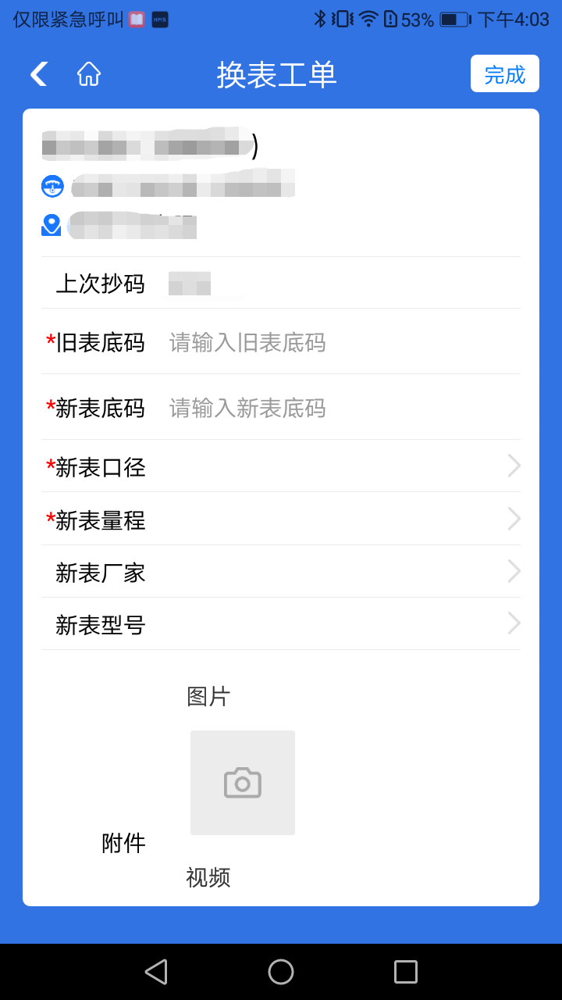 仅限紧急呼叫 HMS 53% 下午4:03
换表工单 完成
)
上次抄码
*旧表底码 请输入旧表底码
*新表底码 请输入新表底码
*新表口径
*新表量程
新表厂家
新表型号
图片
附件
视频